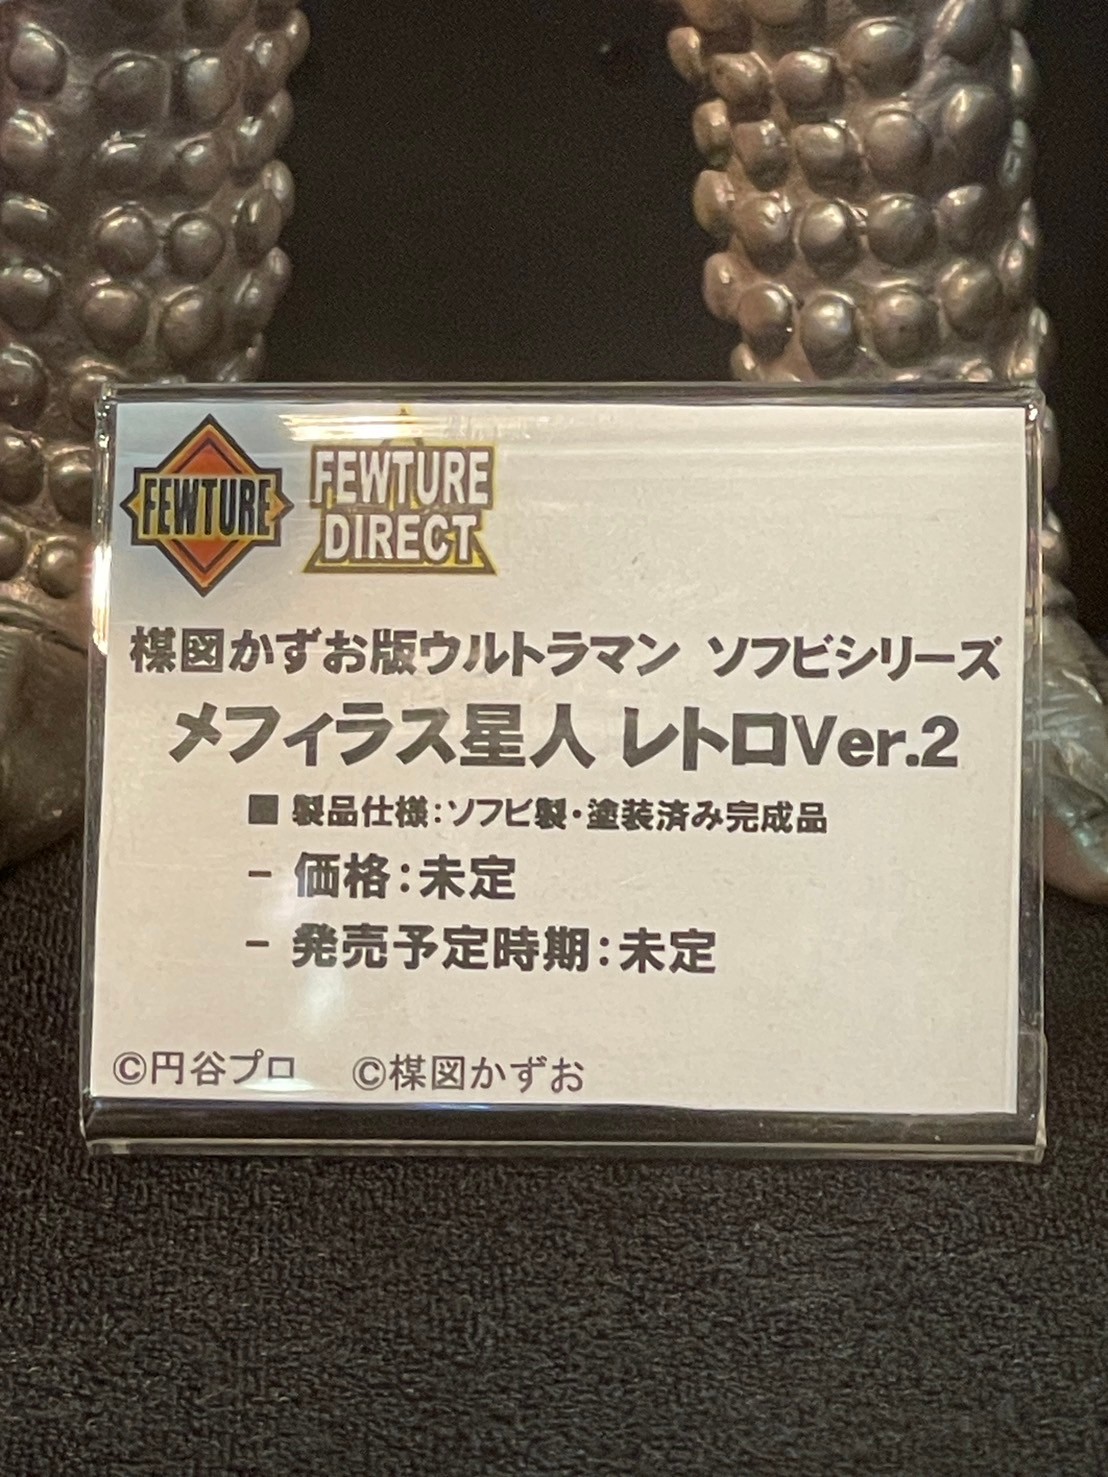 FEWTURE
FEWTURE
DIRECT
楳図かずお版ウルトラマン ソフビシリーズ
メフィラス星人 レトロVer.2
■ 製品仕様：ソフビ製・塗装済み完成品
- 価格：未定
- 発売予定時期：未定
©円谷プロ ©楳図かずお